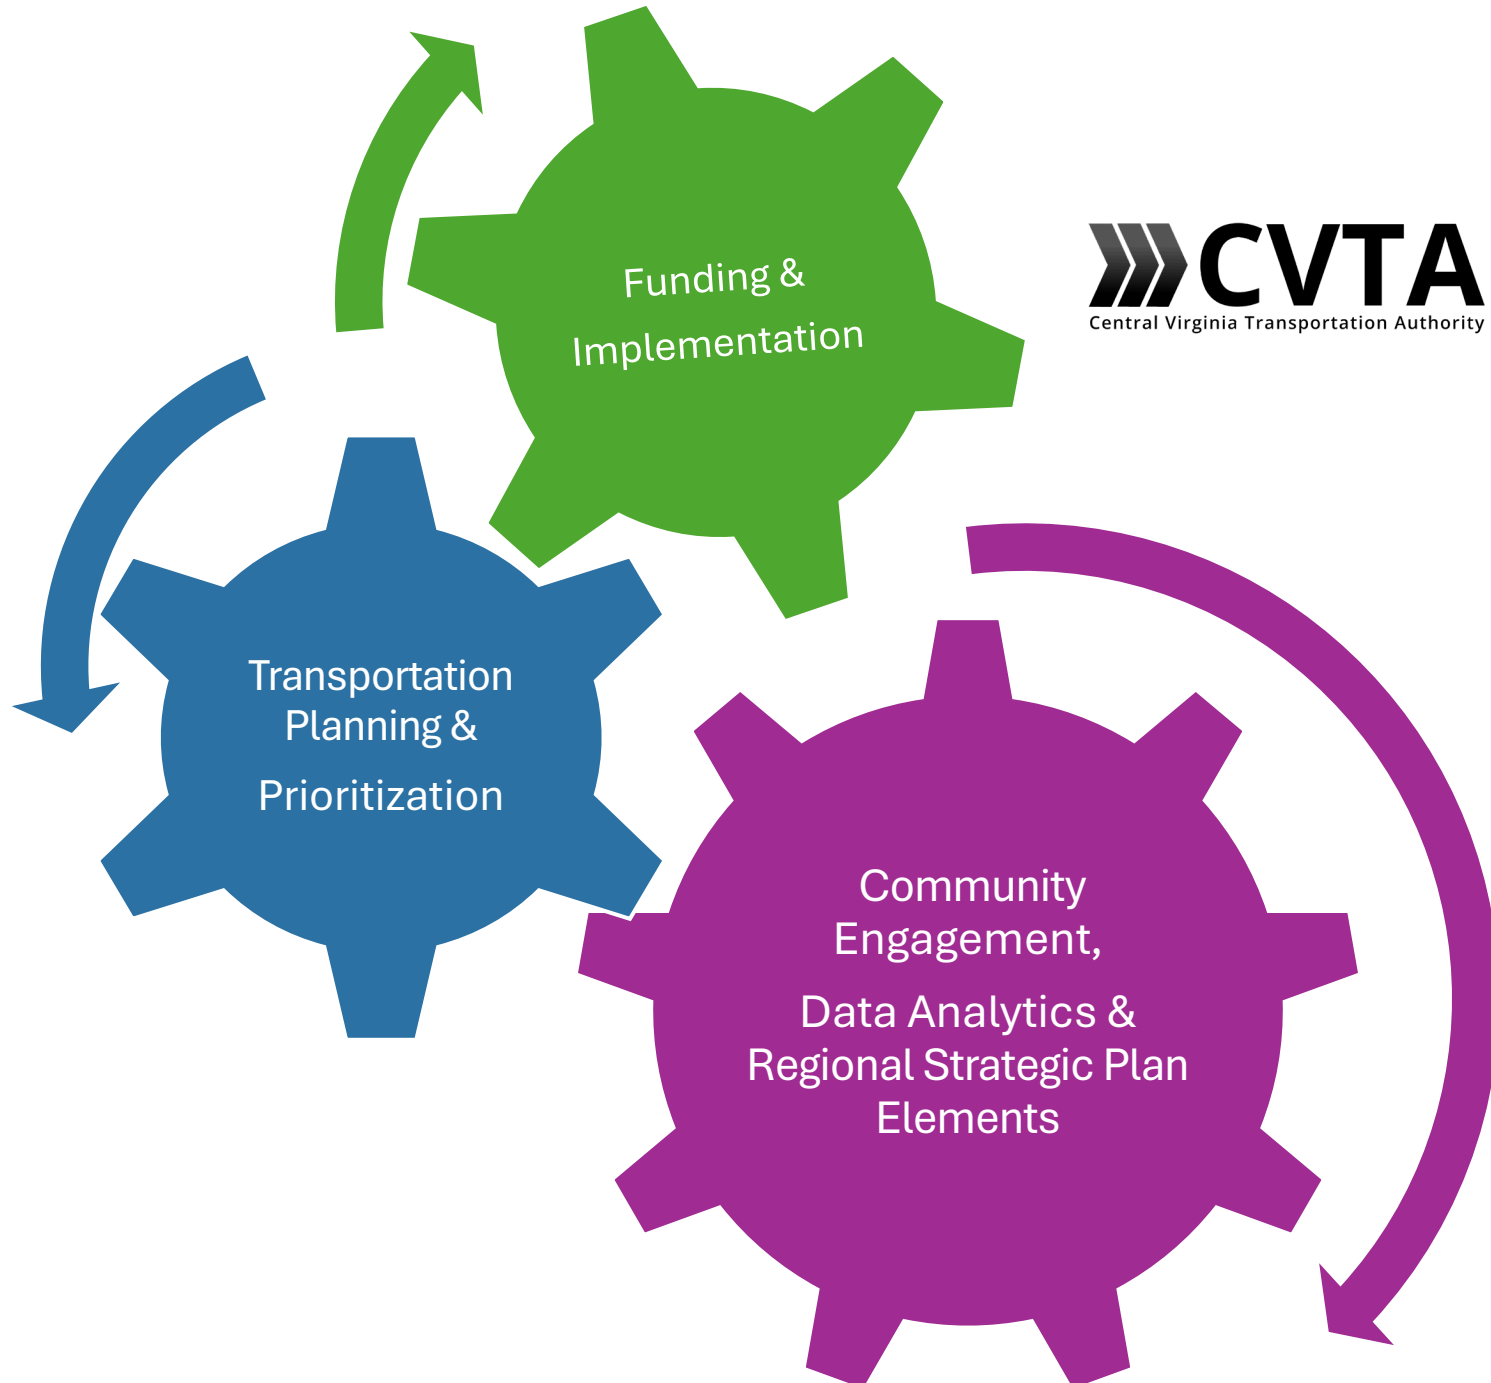 Funding &
Implementation
CVTA
Central Virginia Transportation Authority
Transportation
Planning &
Prioritization
Community
Engagement,
Data Analytics &
Regional Strategic Plan
Elements